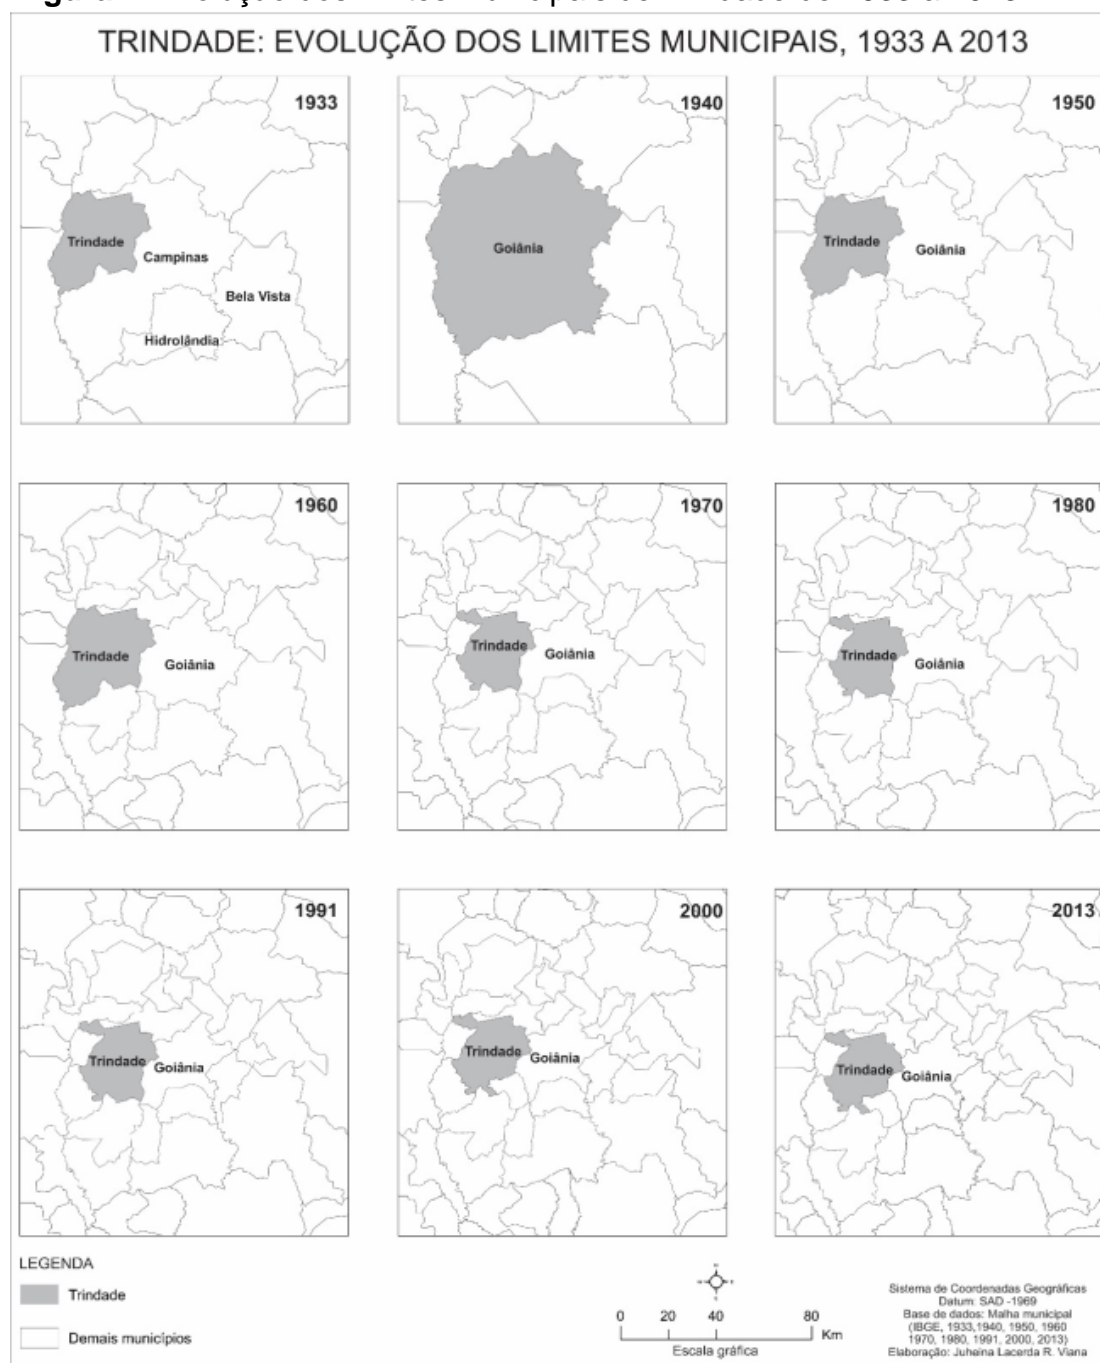 TRINDADE: EVOLUÇÃO DOS LIMITES MUNICIPAIS, 1933 A 2013
1933
Trindade
Campinas
Bela Vista
Hidrolândia
1940
Goiânia
1950
Trindade
Goiânia
1960
Trindade
Goiânia
1970
Trindade
Goiânia
1980
Trindade
Goiânia
1991
Trindade
Goiânia
2000
Trindade
Goiânia
2013
Trindade
Goiânia
LEGENDA
Trindade
Demais municípios
0 20 40 80
Km
Escala gráfica
Sistema de Coordenadas Geográficas
Datum: SAD -1969
Base de dados: Malha municipal
(IBGE, 1933,1940, 1950, 1960
1970, 1980, 1991, 2000, 2013)
Elaboração: Juheina Lacerda R. Viana